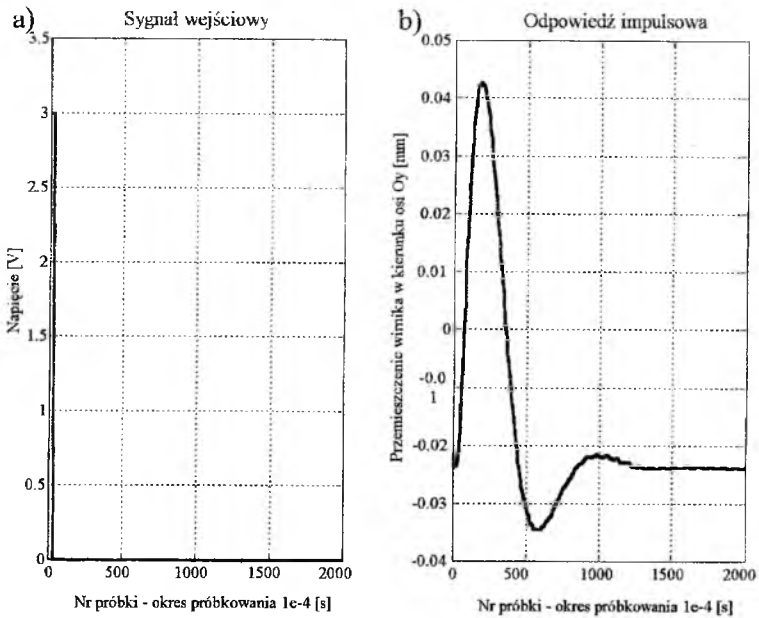 a)
Sygnał wejściowy
3.5
3
2.5
2
1.5
1
0.5
0
Napięcie [V]
0 500 1000 1500 2000
Nr próbki - okres próbkowania 1e-4 [s]
b)
Odpowiedź impulsowa
0.05
0.04
0.03
0.02
0.01
0
-0.0
1
-0.02
-0.03
-0.04
Przemieszczenie wirnika w kierunku osi Oy [mm]
0 500 1000 1500 2000
Nr próbki - okres próbkowania 1e-4 [s]